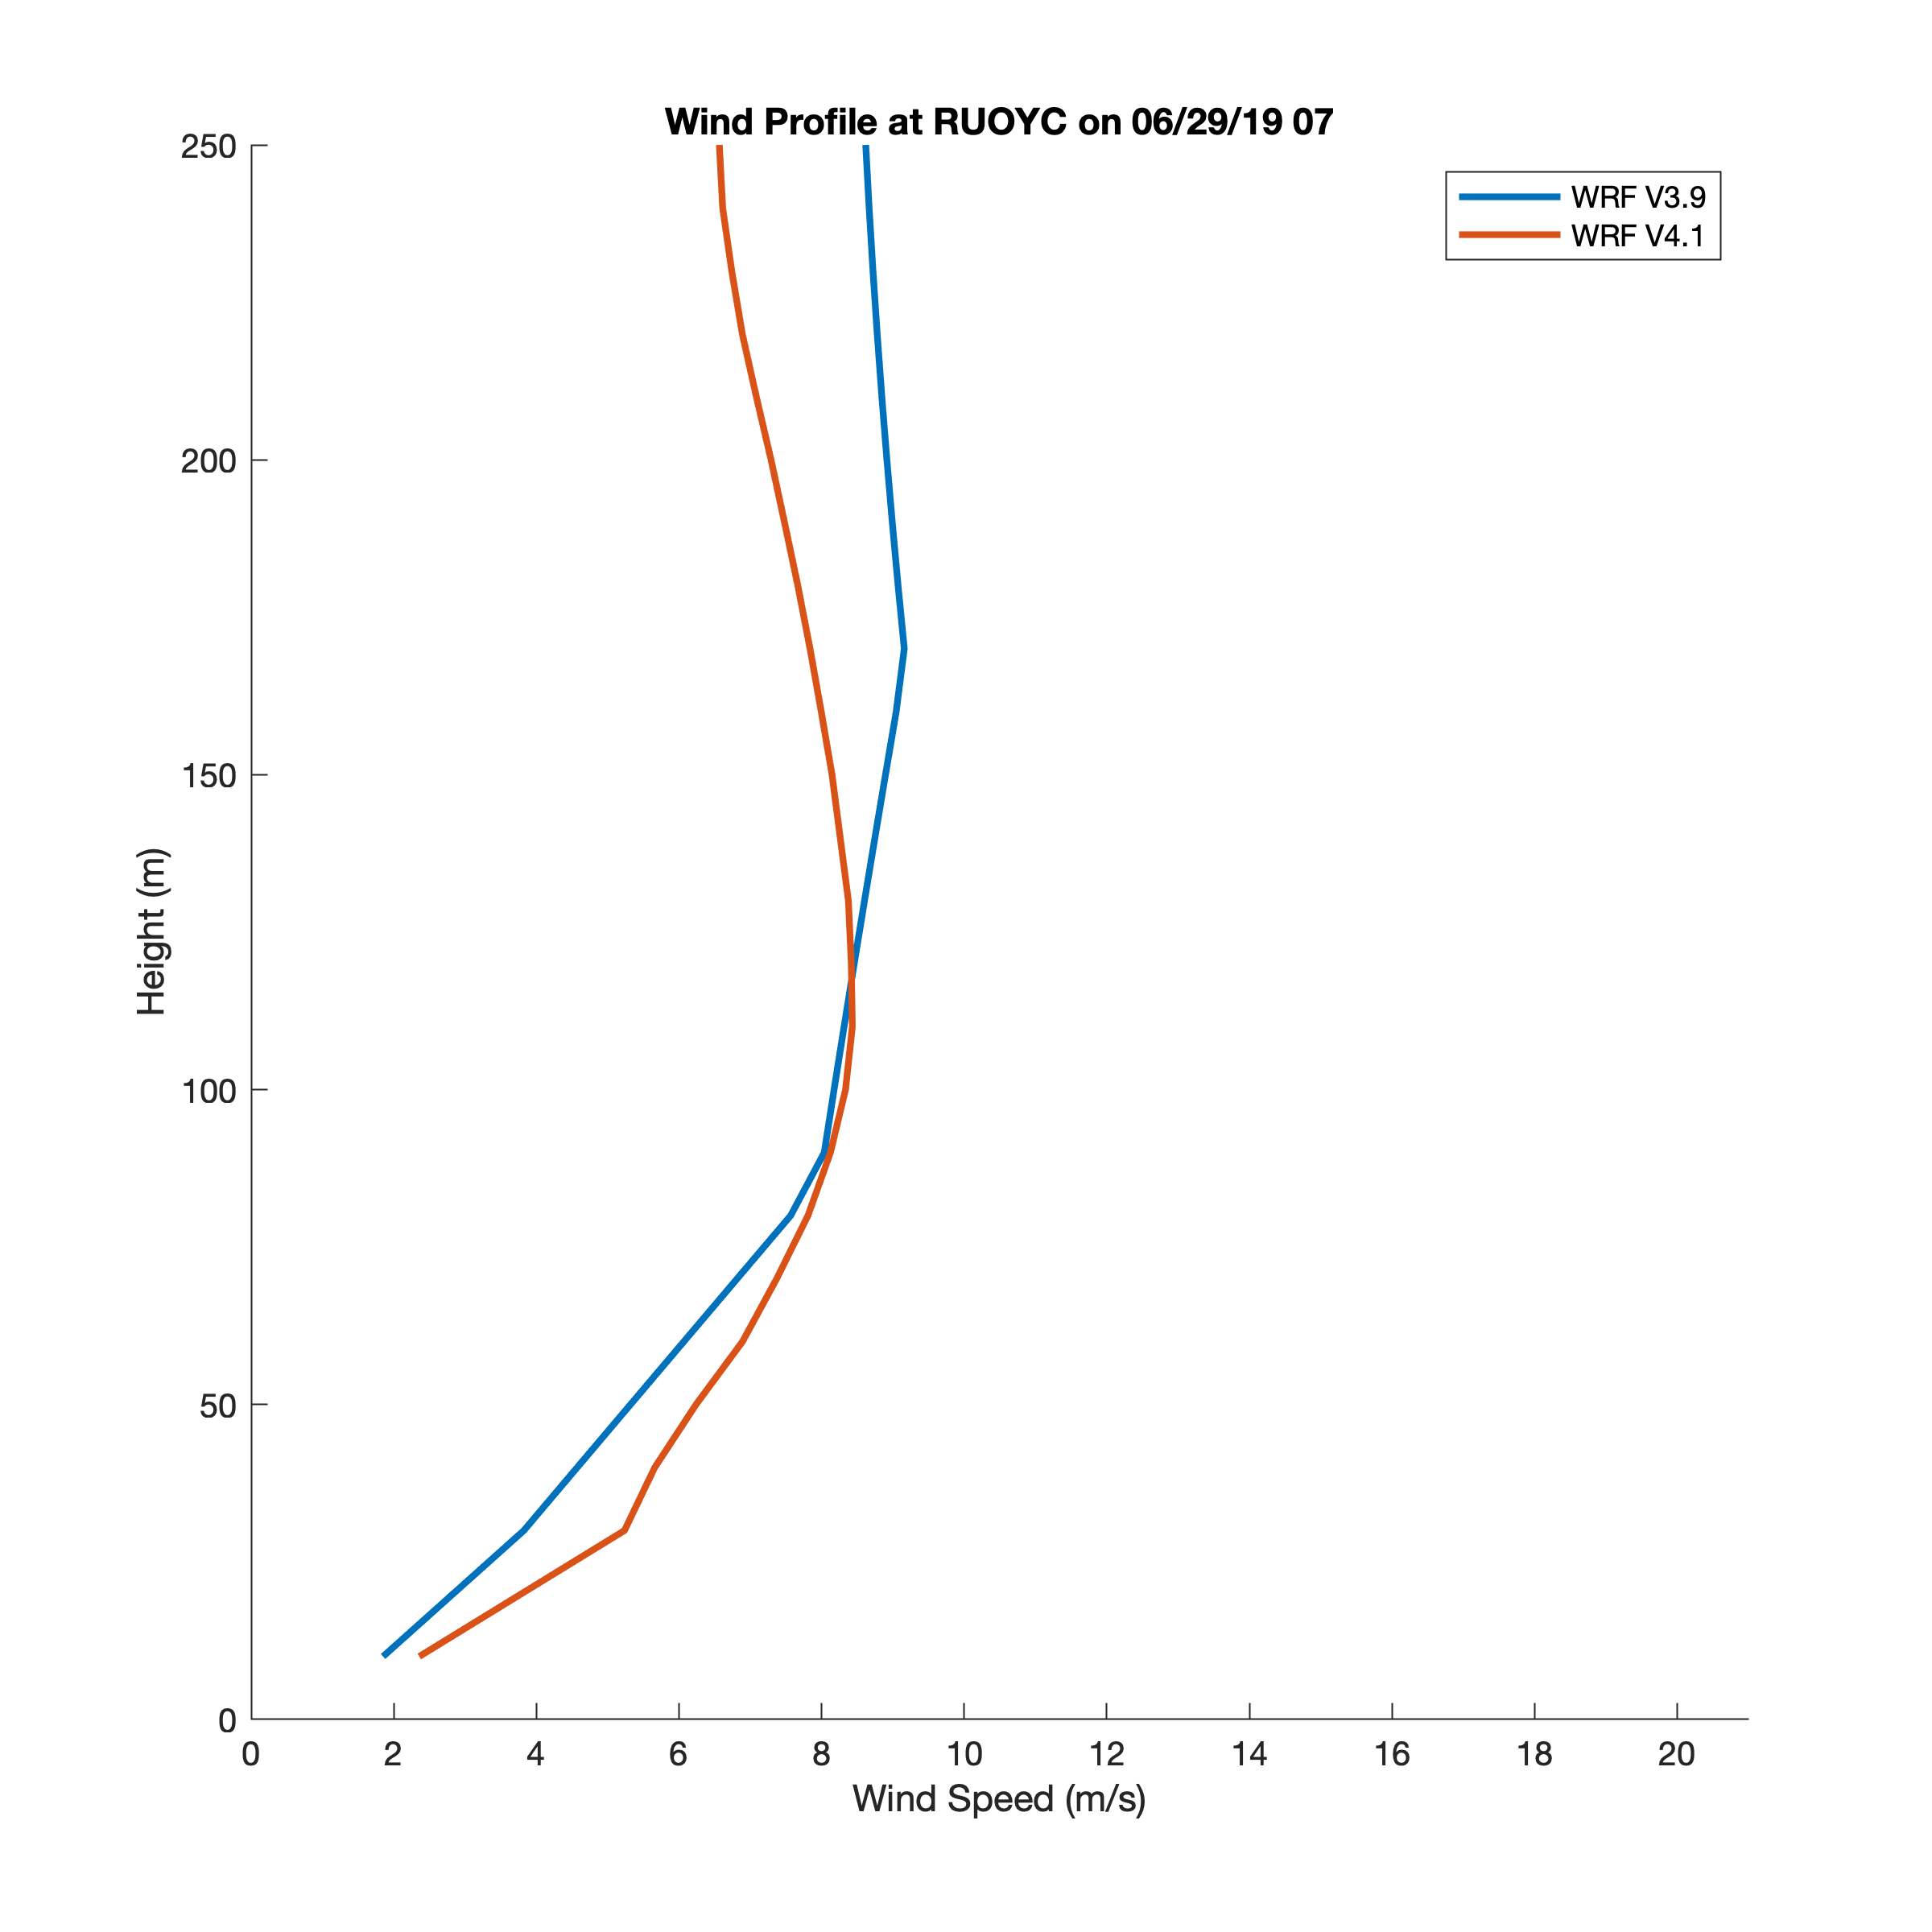 Wind Profile at RUOYC on 06/29/19 07
WRF V3.9
WRF V4.1
250
200
150
100
50
0
Height (m)
0 2 4 6 8 10 12 14 16 18 20
Wind Speed (m/s)